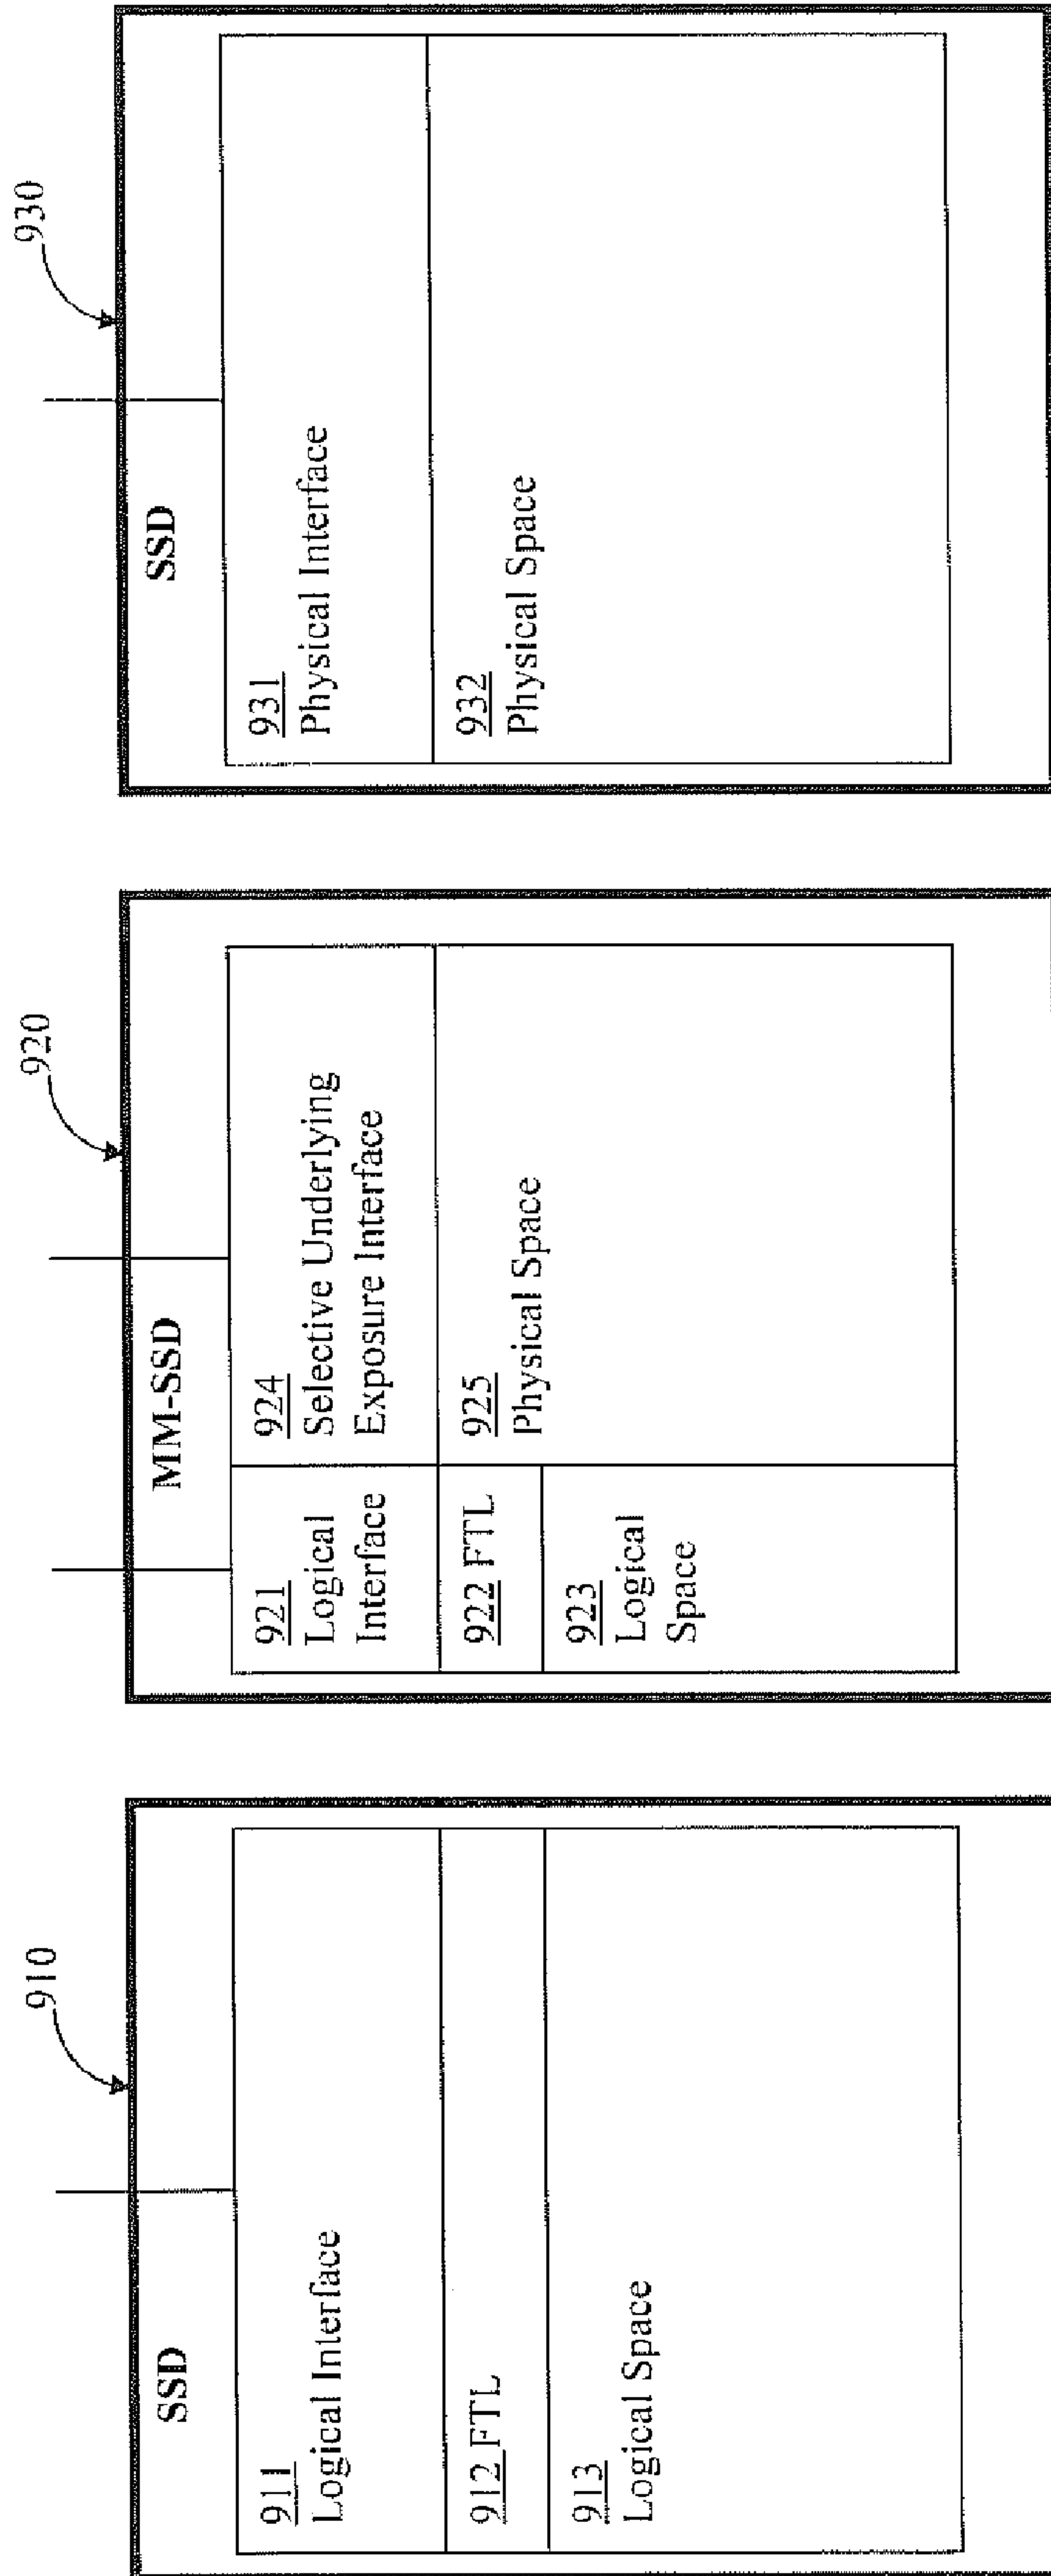 910
SSD
911
Logical Interface
912 FTL
913
Logical Space
920
MM-SSD
921
Logical
Interface
922 FTL
923
Logical
Space
924
Selective Underlying
Exposure Interface
925
Physical Space
930
SSD
931
Physical Interface
932
Physical Space